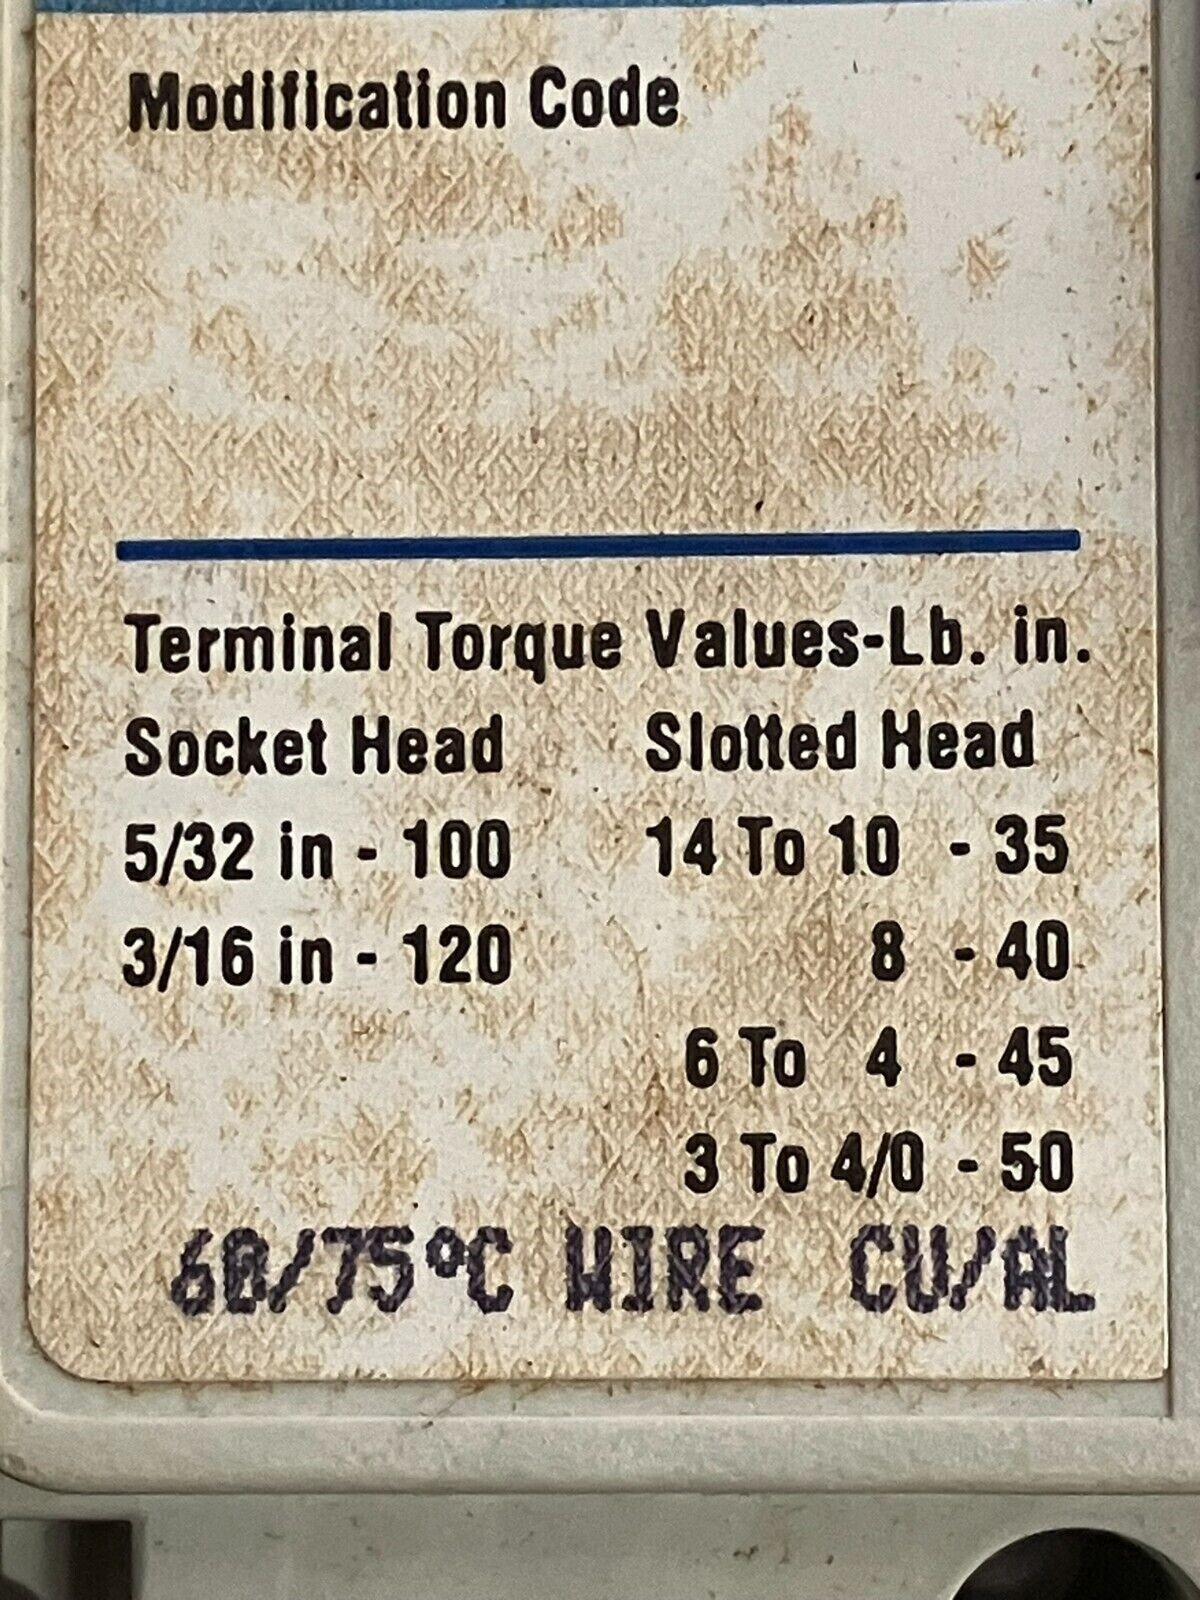 Modification Code
Terminal Torque Values-Lb. in.
Socket Head Slotted Head
5/32 in - 100 14 To 10 - 35
3/16 in - 120 8 - 40
6 To 4 - 45
3 To 4/0 - 50
60/75°C WIRE CU/AL